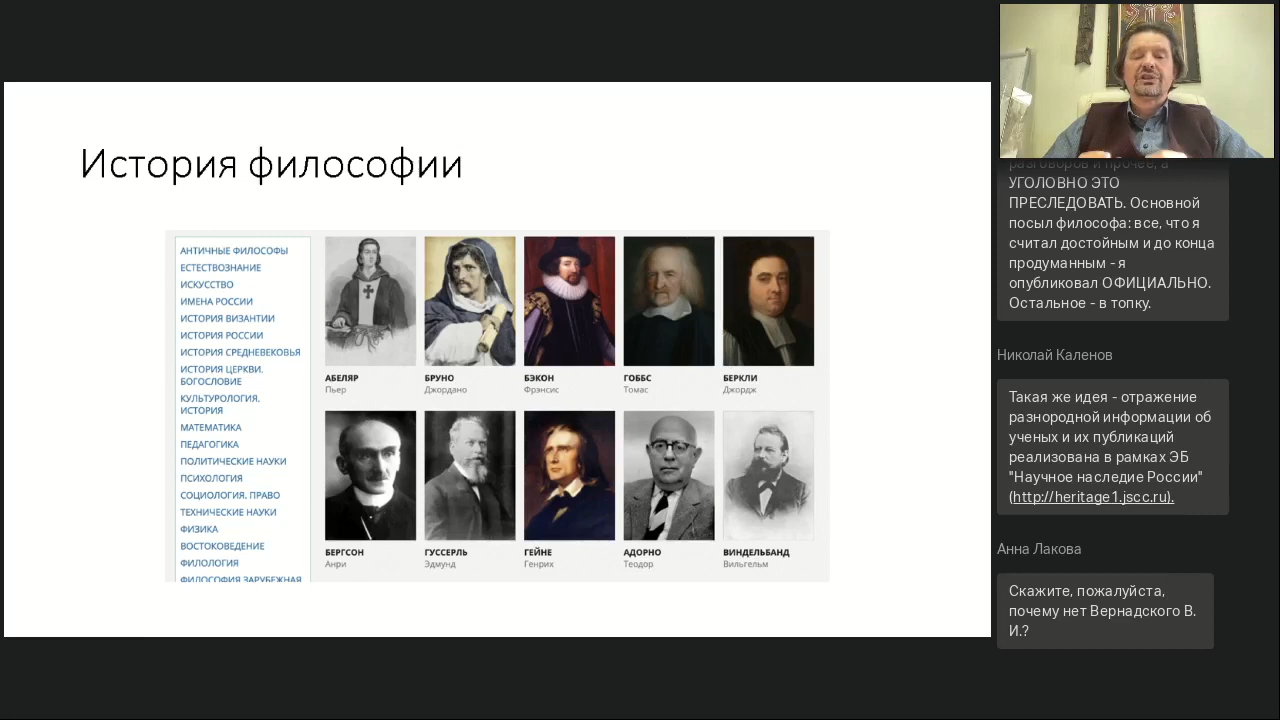 История философии
АНТИЧНЫЕ ФИЛОСОФЫ
ЕСТЕСТВОЗНАНИЕ
ИСКУССТВО
ИМЕНА РОССИИ
ИСТОРИЯ ВИЗАНТИИ
ИСТОРИЯ РОССИИ
ИСТОРИЯ СРЕДНЕВЕКОВЬЯ
ИСТОРИЯ ЦЕРКВИ.
БОГОСЛОВИЕ
КУЛЬТУРОЛОГИЯ.
ИСТОРИЯ
МАТЕМАТИКА
ПЕДАГОГИКА
ПОЛИТИЧЕСКИЕ НАУКИ
ПСИХОЛОГИЯ
СОЦИОЛОГИЯ. ПРАВО
ТЕХНИЧЕСКИЕ НАУКИ
ФИЗИКА
ВОСТОКОВЕДЕНИЕ
ФИЛОЛОГИЯ
ФИЛОСОФИЯ ЗАРУБЕЖНАЯ
АБЕЛЯР
Пьер
БРУНО
Джордано
БЭКОН
Фрэнсис
ГОББС
Томас
БЕРКЛИ
Джордж
БЕРГСОН
Анри
ГУССЕРЛЬ
Эдмунд
ГЕЙНЕ
Генрих
АДОРНО
Теодор
ВИНДЕЛЬБАНД
Вильгельм
разговоров и прочее, а
УГОЛОВНО ЭТО
ПРЕСЛЕДОВАТЬ. Основной
посыл философа: все, что я
считал достойным и до конца
продуманным - я
опубликовал ОФИЦИАЛЬНО.
Остальное - в топку.
Николай Каленов
Такая же идея - отражение
разнородной информации об
ученых и их публикаций
реализована в рамках ЭБ
"Научное наследие России"
(http://heritage1.jscc.ru).
Анна Лакова
Скажите, пожалуйста,
почему нет Вернадского В.
И.?